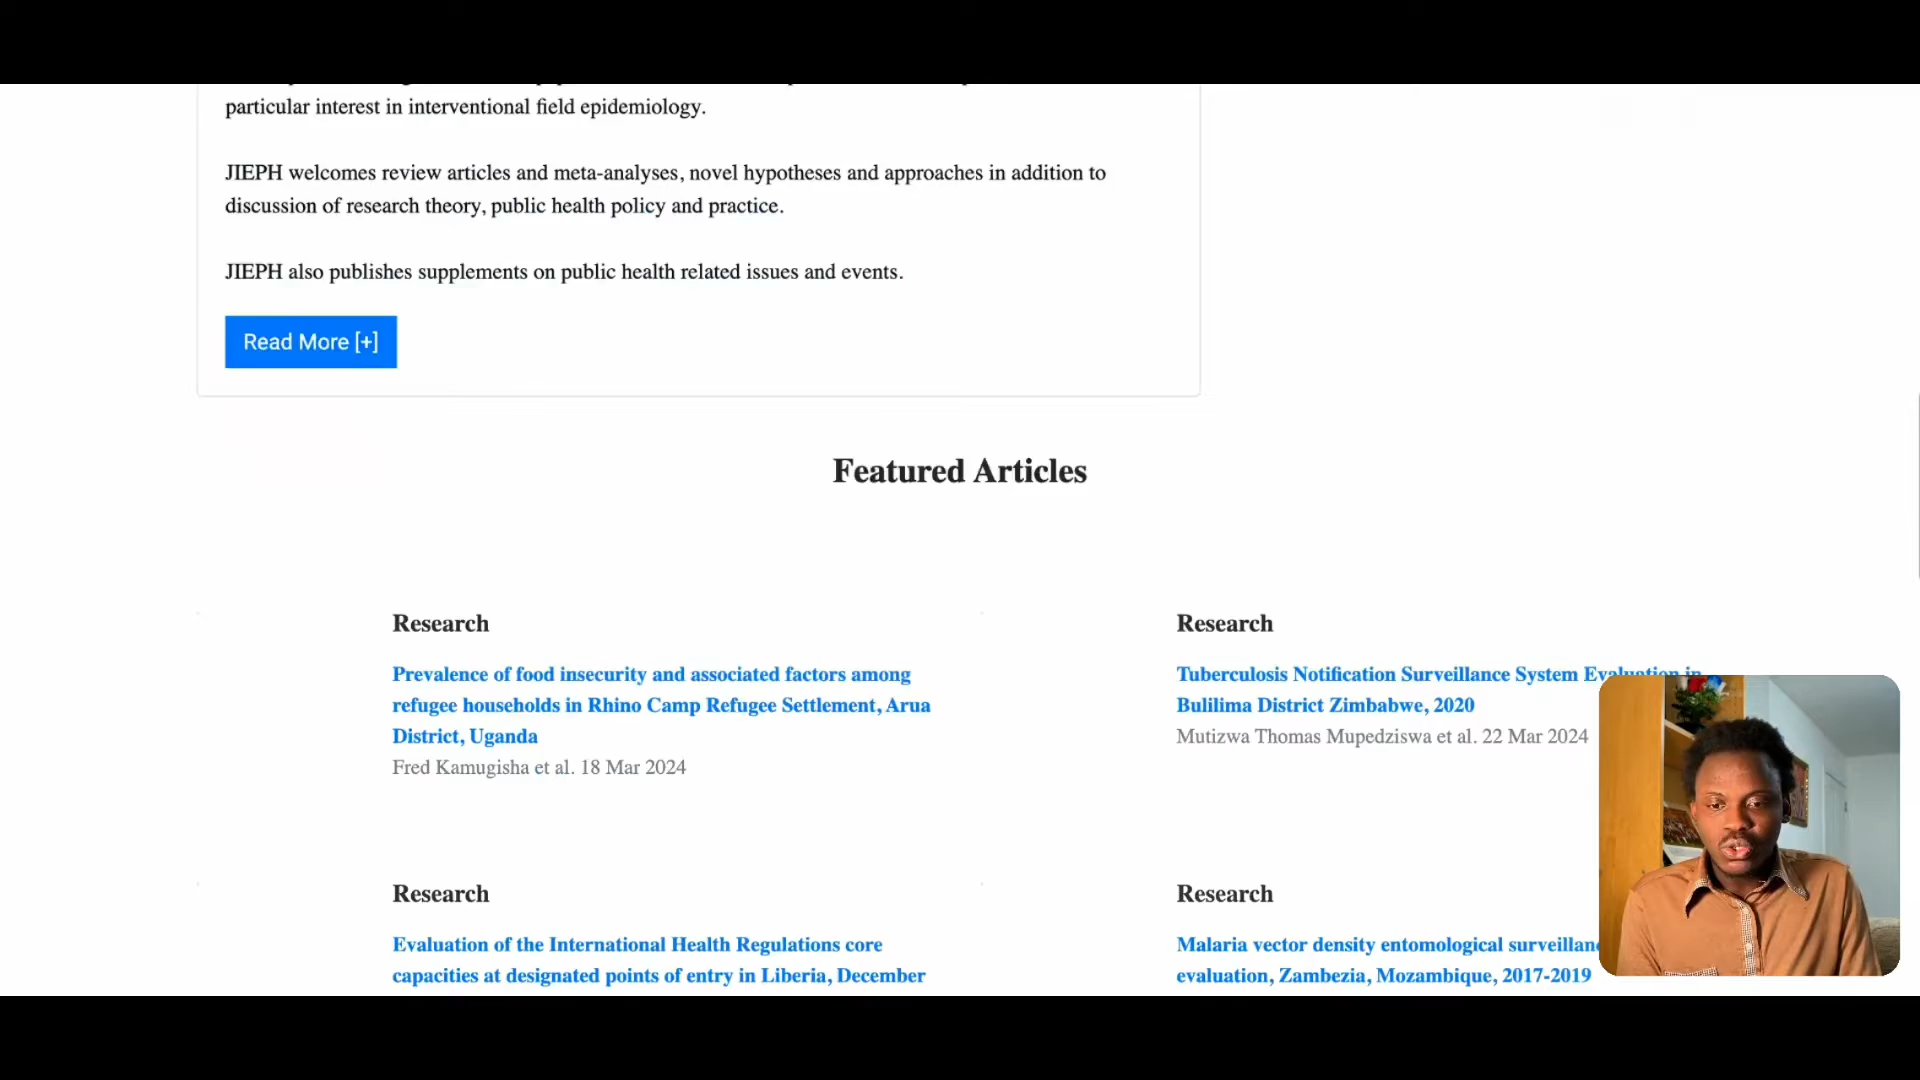 particular interest in interventional field epidemiology.
JIEPH welcomes review articles and meta-analyses, novel hypotheses and approaches in addition to
discussion of research theory, public health policy and practice.
JIEPH also publishes supplements on public health related issues and events.
Read More [+]
Featured Articles
Research
Prevalence of food insecurity and associated factors among
refugee households in Rhino Camp Refugee Settlement, Arua
District, Uganda
Fred Kamugisha et al. 18 Mar 2024
Research
Tuberculosis Notification Surveillance System Evaluation in
Bulilima District Zimbabwe, 2020
Mutizwa Thomas Mupedziswa et al. 22 Mar 2024
Research
Evaluation of the International Health Regulations core
capacities at designated points of entry in Liberia, December
Research
Malaria vector density entomological
evaluation, Zambezia, Mozambique, 2017-2019